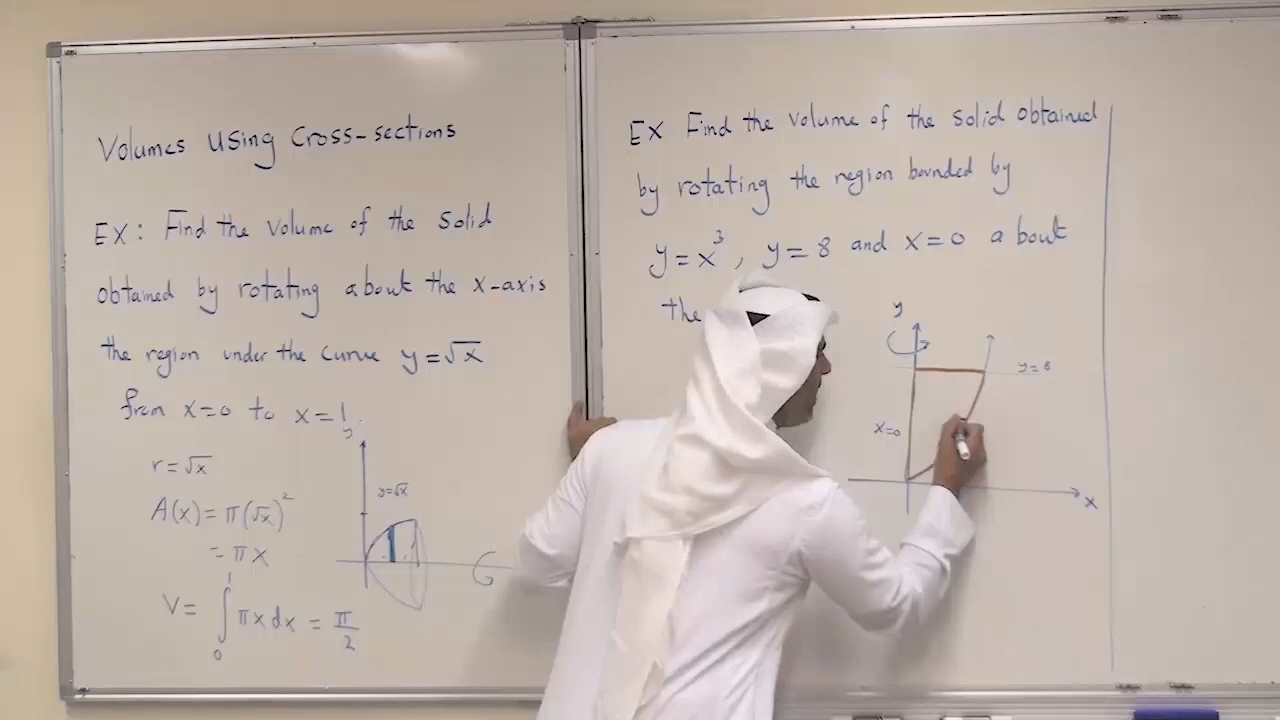 Volumes Using Cross-sections
EX: Find the volume of the solid
obtained by rotating about the x-axis
the region under the curve y=√x
from x=0 to x=1.
r=√x
A(x)=π(√x)²
=πx
V= ∫₀¹ πx dx = π/2
y
y=√x
EX Find the volume of the solid obtained
by rotating the region bounded by
y=x³, y=8 and x=0 about
the
y
y=8
x=0
x